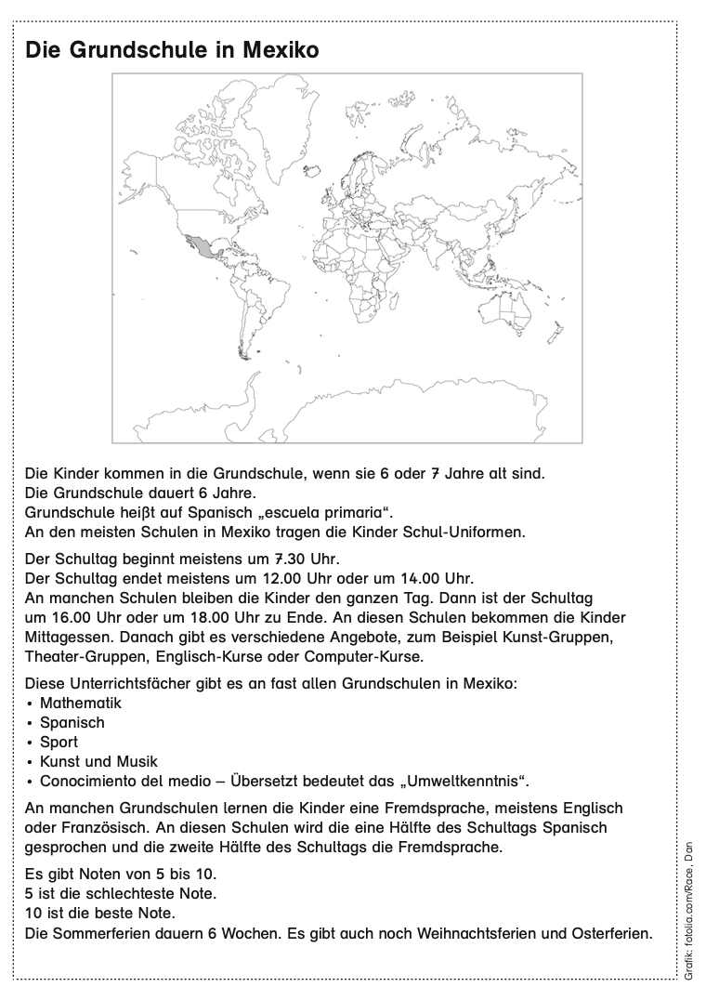 Die Grundschule in Mexiko
Die Kinder kommen in die Grundschule, wenn sie 6 oder 7 Jahre alt sind.
Die Grundschule dauert 6 Jahre.
Grundschule heißt auf Spanisch „escuela primaria“.
An den meisten Schulen in Mexiko tragen die Kinder Schul-Uniformen.
Der Schultag beginnt meistens um 7.30 Uhr.
Der Schultag endet meistens um 12.00 Uhr oder um 14.00 Uhr.
An manchen Schulen bleiben die Kinder den ganzen Tag. Dann ist der Schultag
um 16.00 Uhr oder um 18.00 Uhr zu Ende. An diesen Schulen bekommen die Kinder
Mittagessen. Danach gibt es verschiedene Angebote, zum Beispiel Kunst-Gruppen,
Theater-Gruppen, Englisch-Kurse oder Computer-Kurse.
Diese Unterrichtsfächer gibt es an fast allen Grundschulen in Mexiko:
• Mathematik
• Spanisch
• Sport
• Kunst und Musik
• Conocimiento del medio – Übersetzt bedeutet das „Umweltkenntnis“.
An manchen Grundschulen lernen die Kinder eine Fremdsprache, meistens Englisch
oder Französisch. An diesen Schulen wird die eine Hälfte des Schultags Spanisch
gesprochen und die zweite Hälfte des Schultags die Fremdsprache.
Es gibt Noten von 5 bis 10.
5 ist die schlechteste Note.
10 ist die beste Note.
Die Sommerferien dauern 6 Wochen. Es gibt auch noch Weihnachtsferien und Osterferien.
Grafik: fotolia.com/Race, Dan